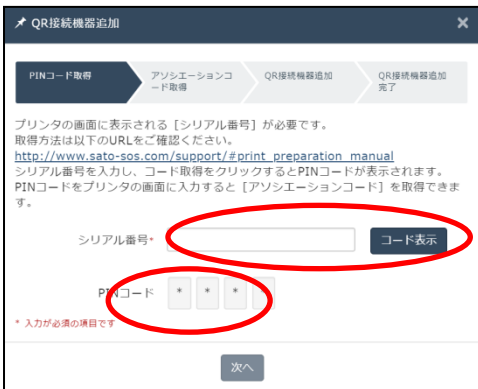 QR接続機器追加 ×
PINコード取得
アソシエーションコ
ード取得
QR接続機器追加
QR接続機器追加
完了
プリンタの画面に表示される［シリアル番号］が必要です。
取得方法は以下のURLをご確認ください。
http://www.sato-sos.com/support/#print_preparation_manual
シリアル番号を入力し、コード取得をクリックするとPINコードが表示されます。
PINコードをプリンタの画面に入力すると［アソシエーションコード］を取得できま
す。
シリアル番号* コード表示
PINコード * * * *
* 入力が必須の項目です
次へ